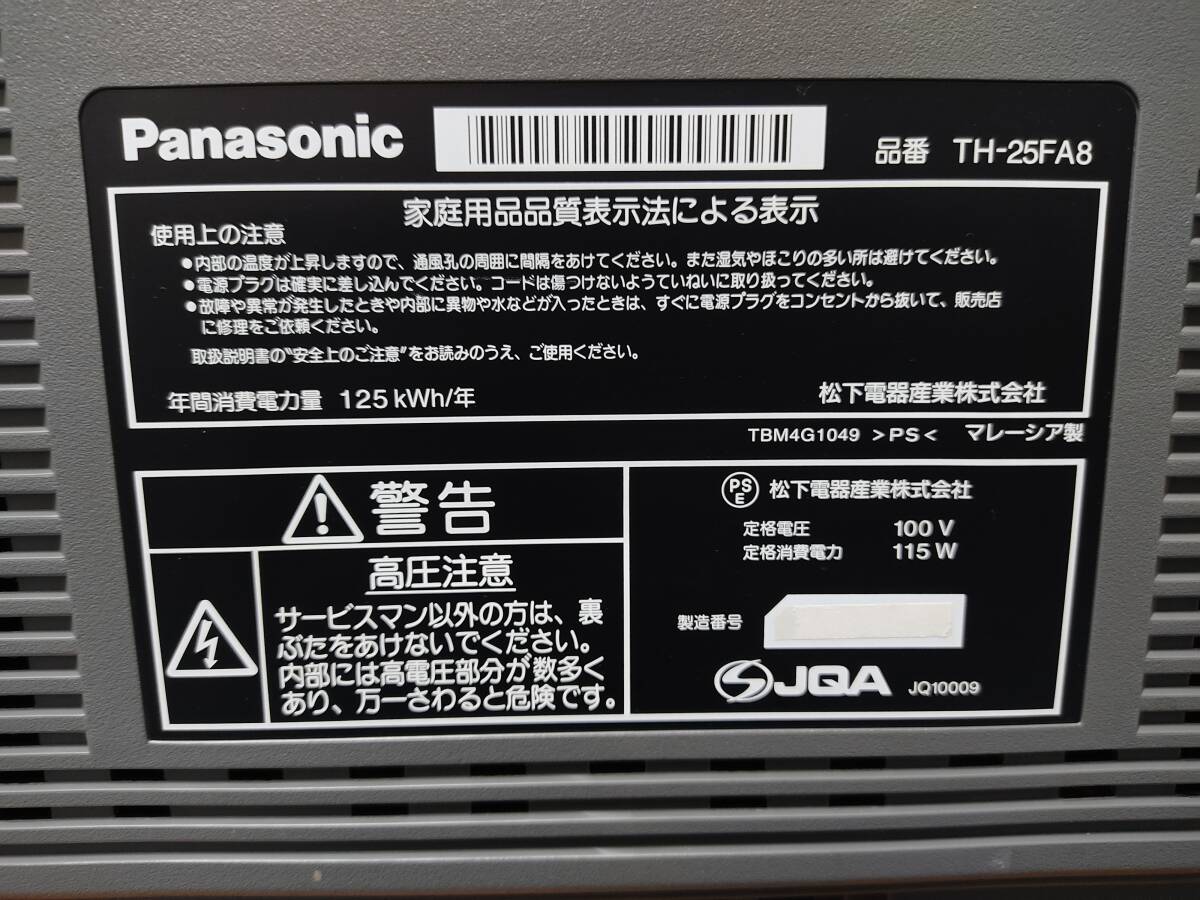 Panasonic
品番 TH-25FA8
家庭用品品質表示法による表示
使用上の注意
●内部の温度が上昇しますので、通風孔の周囲に間隔をあけてください。また湿気やほこりの多い所は避けてください。
●電源プラグは確実に差し込んでください。コードは傷つけないようていねいに取り扱ってください。
●故障や異常が発生したときや内部に異物や水などが入ったときは、すぐに電源プラグをコンセントから抜いて、販売店
に修理をご依頼ください。
取扱説明書の"安全上のご注意"をお読みのうえ、ご使用ください。
年間消費電力量 125kWh/年
松下電器産業株式会社
TBM4G1049 >PS< マレーシア製
警告
高圧注意
サービスマン以外の方は、裏
ぶたをあけないでください。
内部には高電圧部分が数多く
あり、万一さわると危険です。
PSE 松下電器産業株式会社
定格電圧 100V
定格消費電力 115W
製造番号
JQA JQ10009